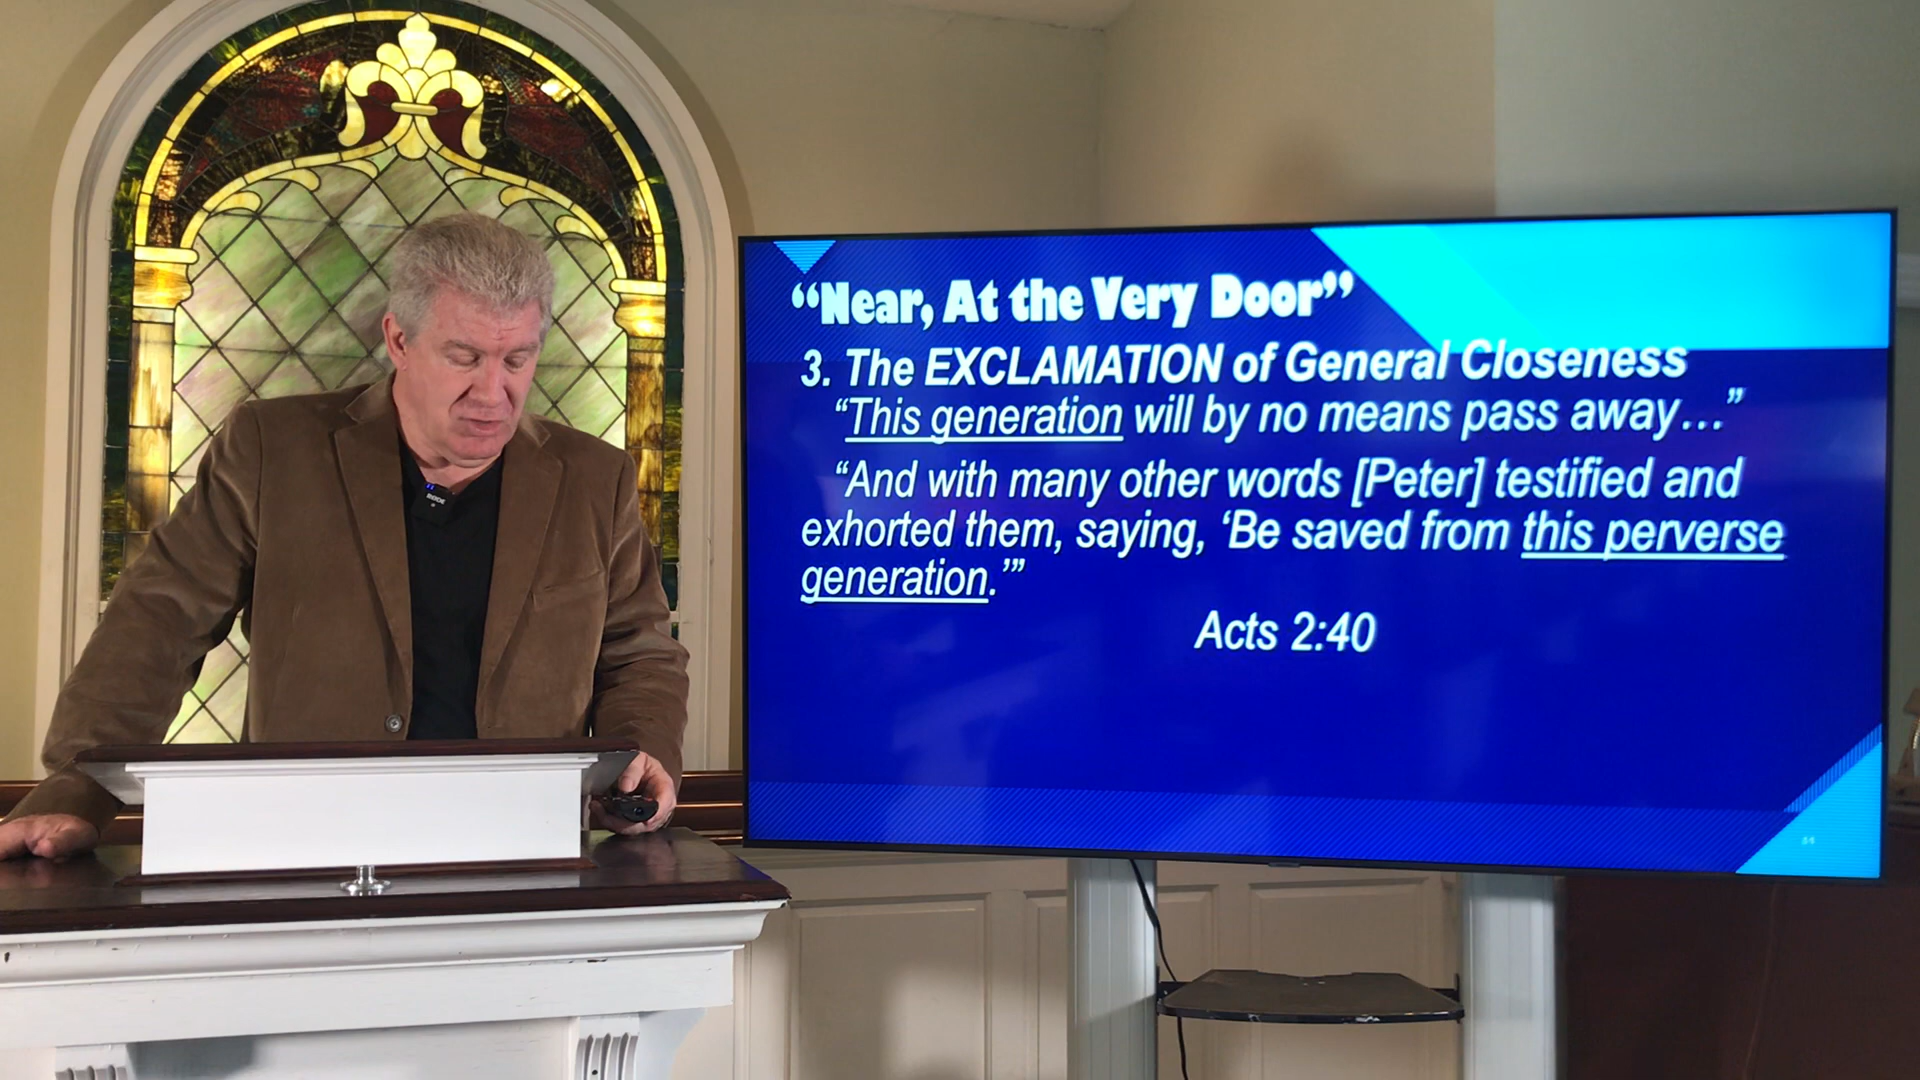 “Near, At the Very Door”
3. The EXCLAMATION of General Closeness
“This generation will by no means pass away…”
“And with many other words [Peter] testified and
exhorted them, saying, ‘Be saved from this perverse
generation.’”
Acts 2:40